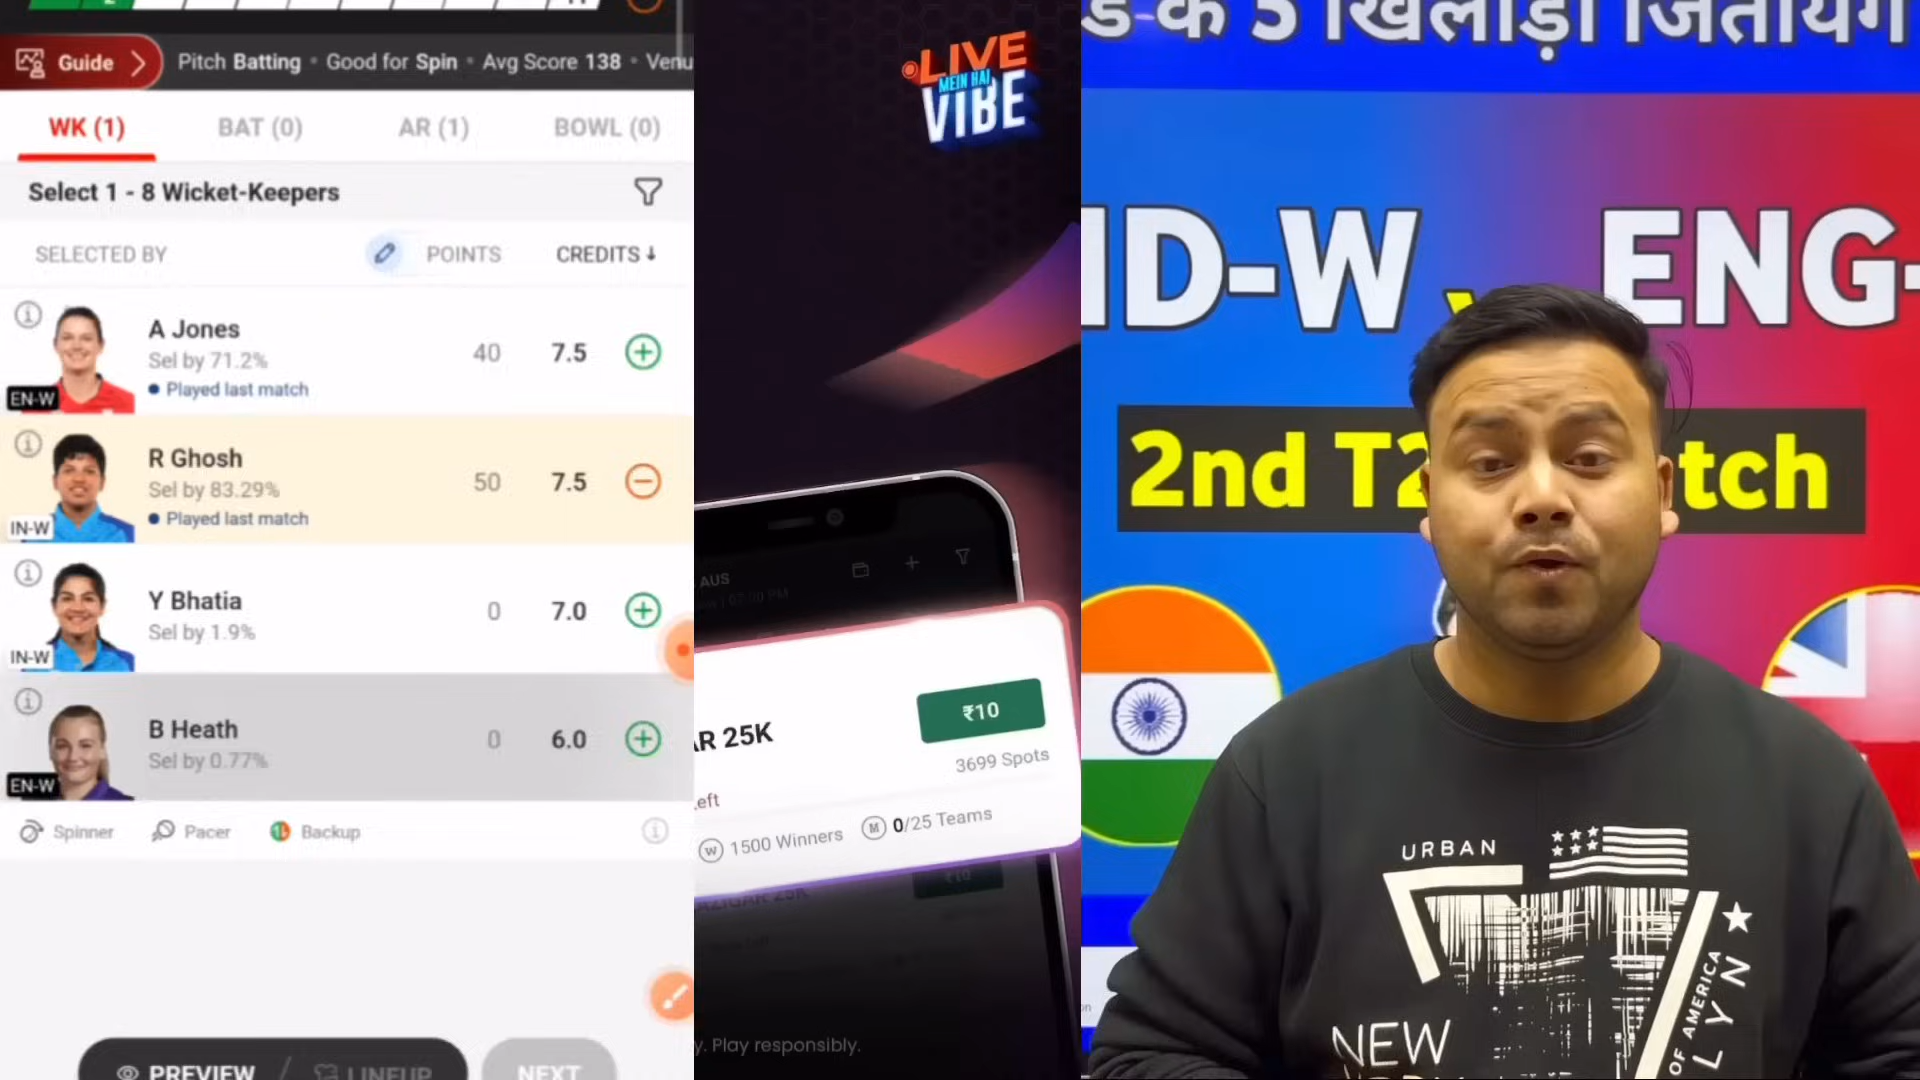 Guide
Pitch Batting • Good for Spin • Avg Score 138 • Venu
WK (1)
BAT (0)
AR (1)
BOWL (0)
Select 1 - 8 Wicket-Keepers
SELECTED BY
POINTS
CREDITS ↓
A Jones
Sel by 71.2%
Played last match
EN-W
40
7.5
R Ghosh
Sel by 83.29%
Played last match
IN-W
50
7.5
Y Bhatia
Sel by 1.9%
IN-W
0
7.0
B Heath
Sel by 0.77%
EN-W
0
6.0
Spinner
Pacer
Backup
PREVIEW / LINEUP
NEXT
LIVE
MEIN HAI
VIBE
AUS
₹10
AR 25K
3699 Spots
W 1500 Winners
M 0/25 Teams
₹10
y. Play responsibly.
के 5 खिलाड़ी जितायेंगे
ND-W v ENG-
2nd T2 tch
URBAN
NEW
OF AMERICA
LYN